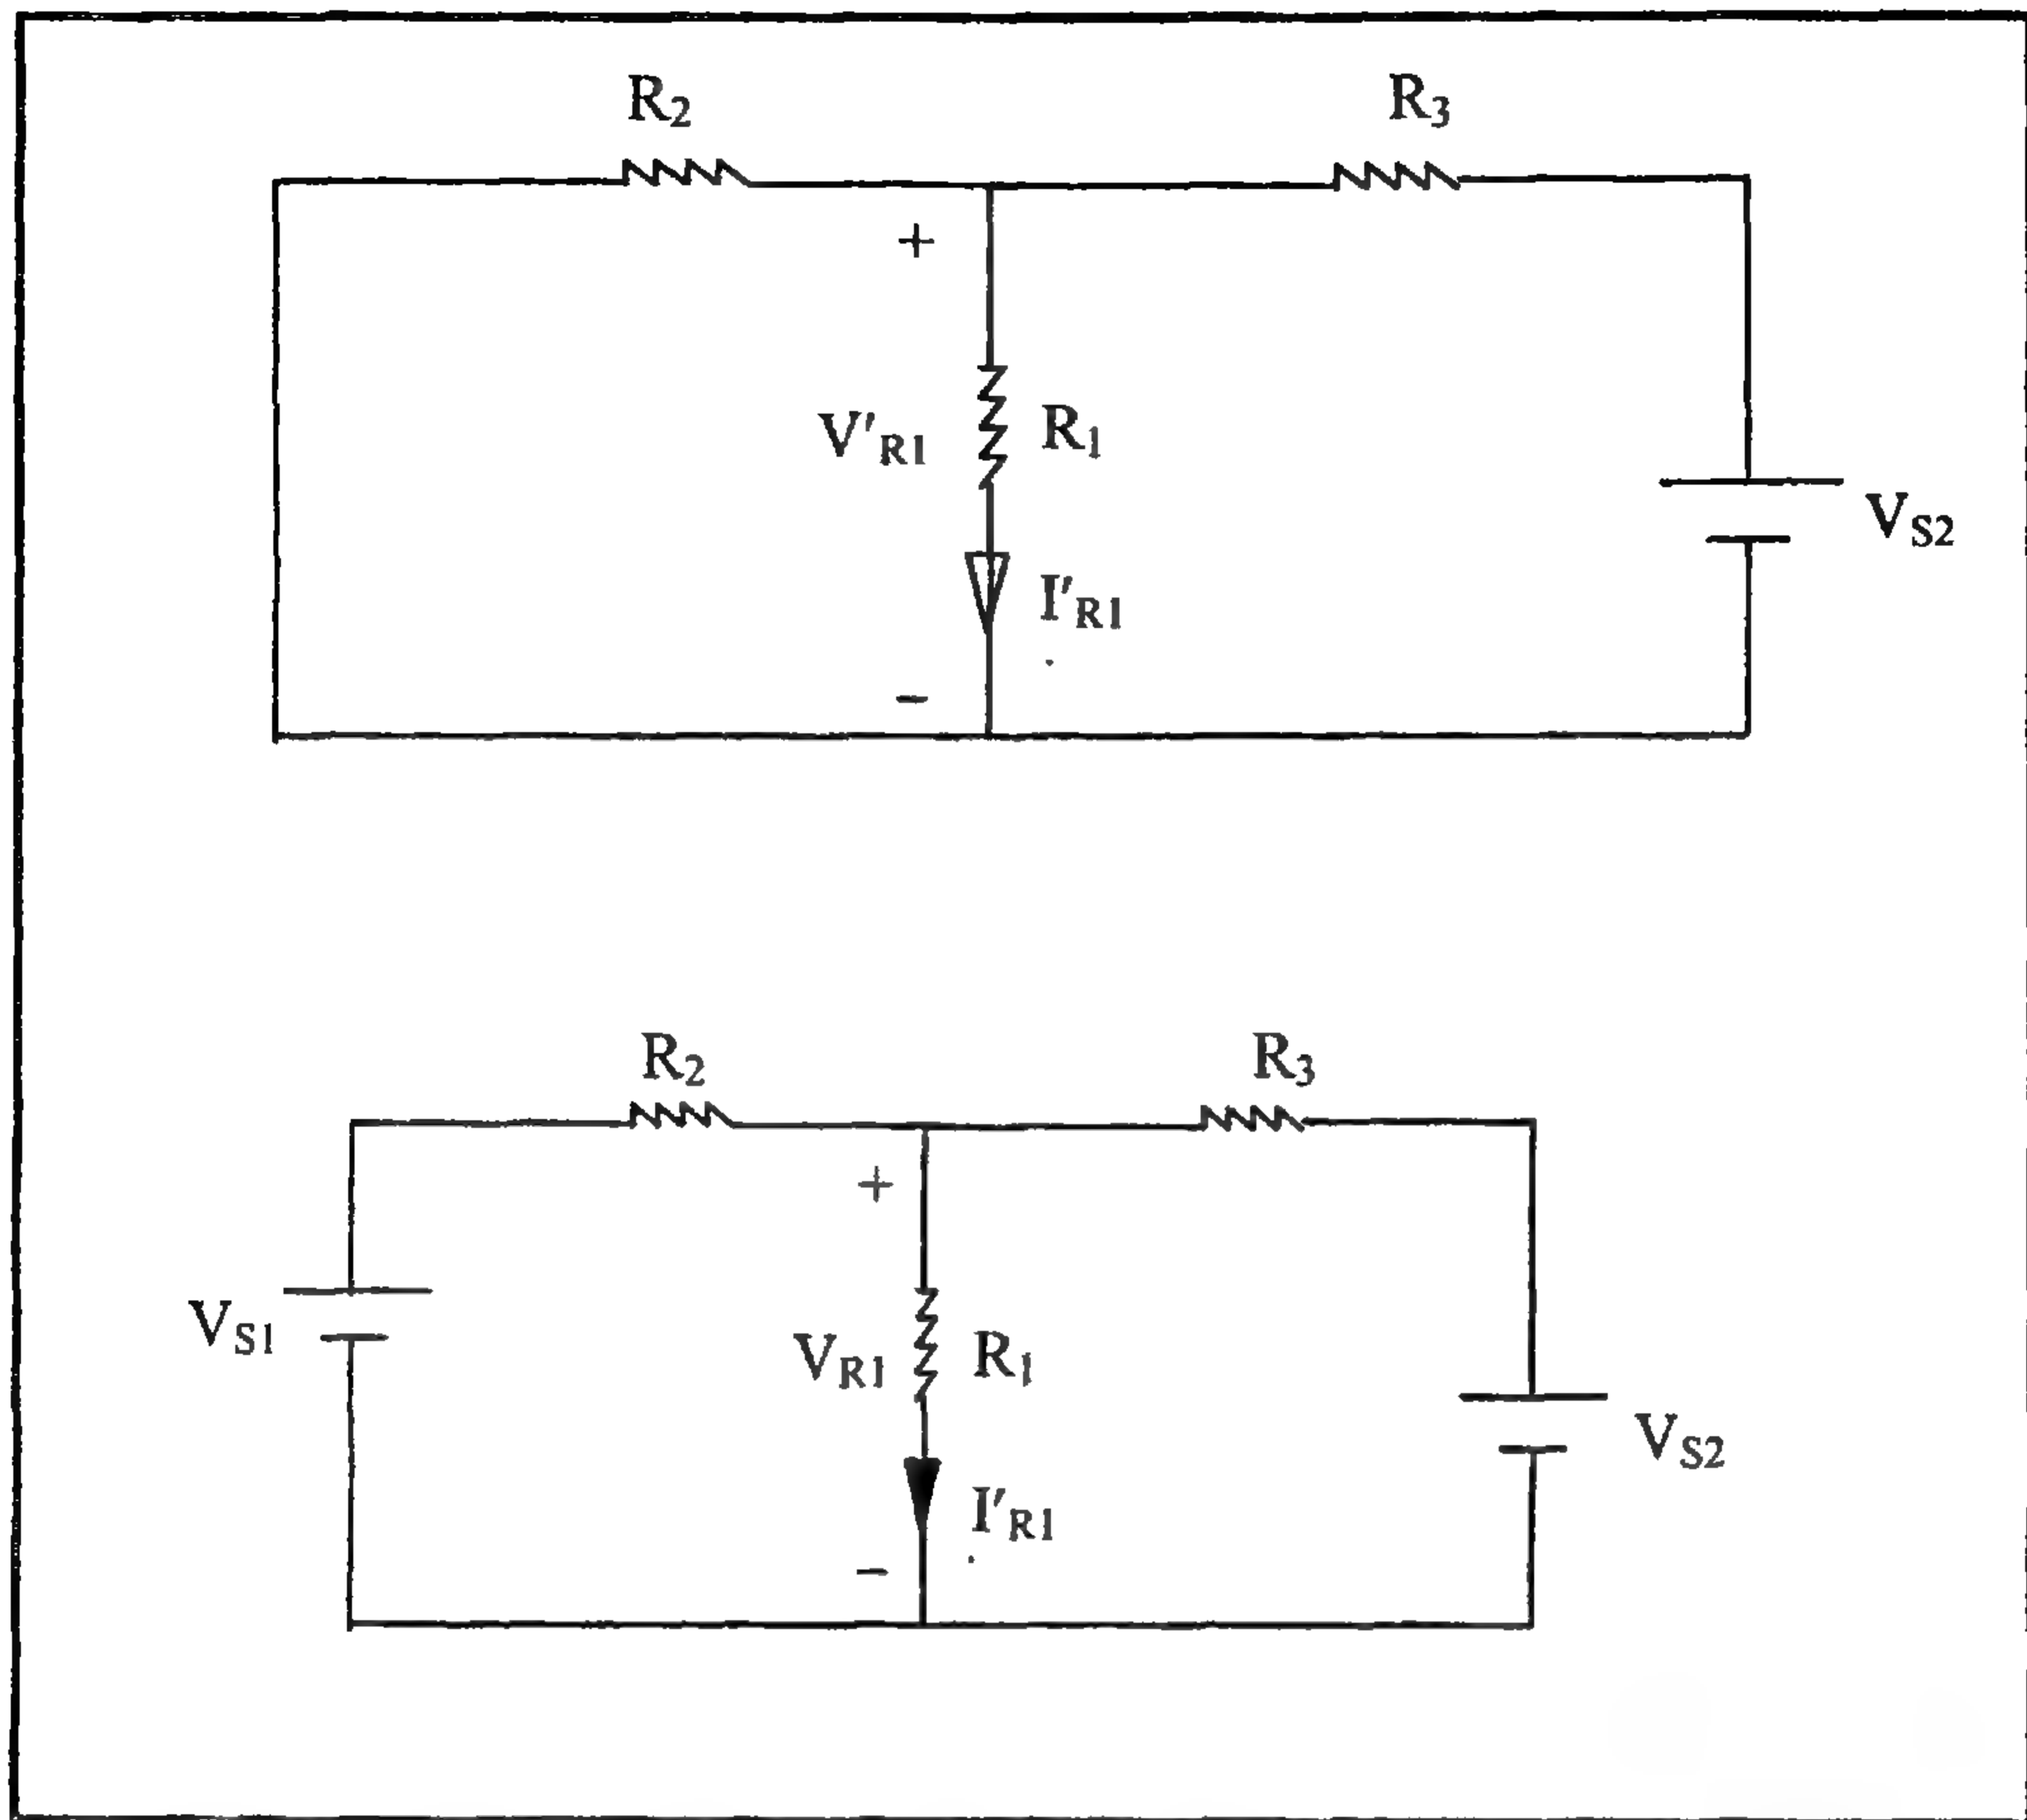 R₂ R₃
+
V'R1 R₁
VS2
I'R1
−
R₂ R₃
+
VS1 VR1 R₁
VS2
I'R1
−